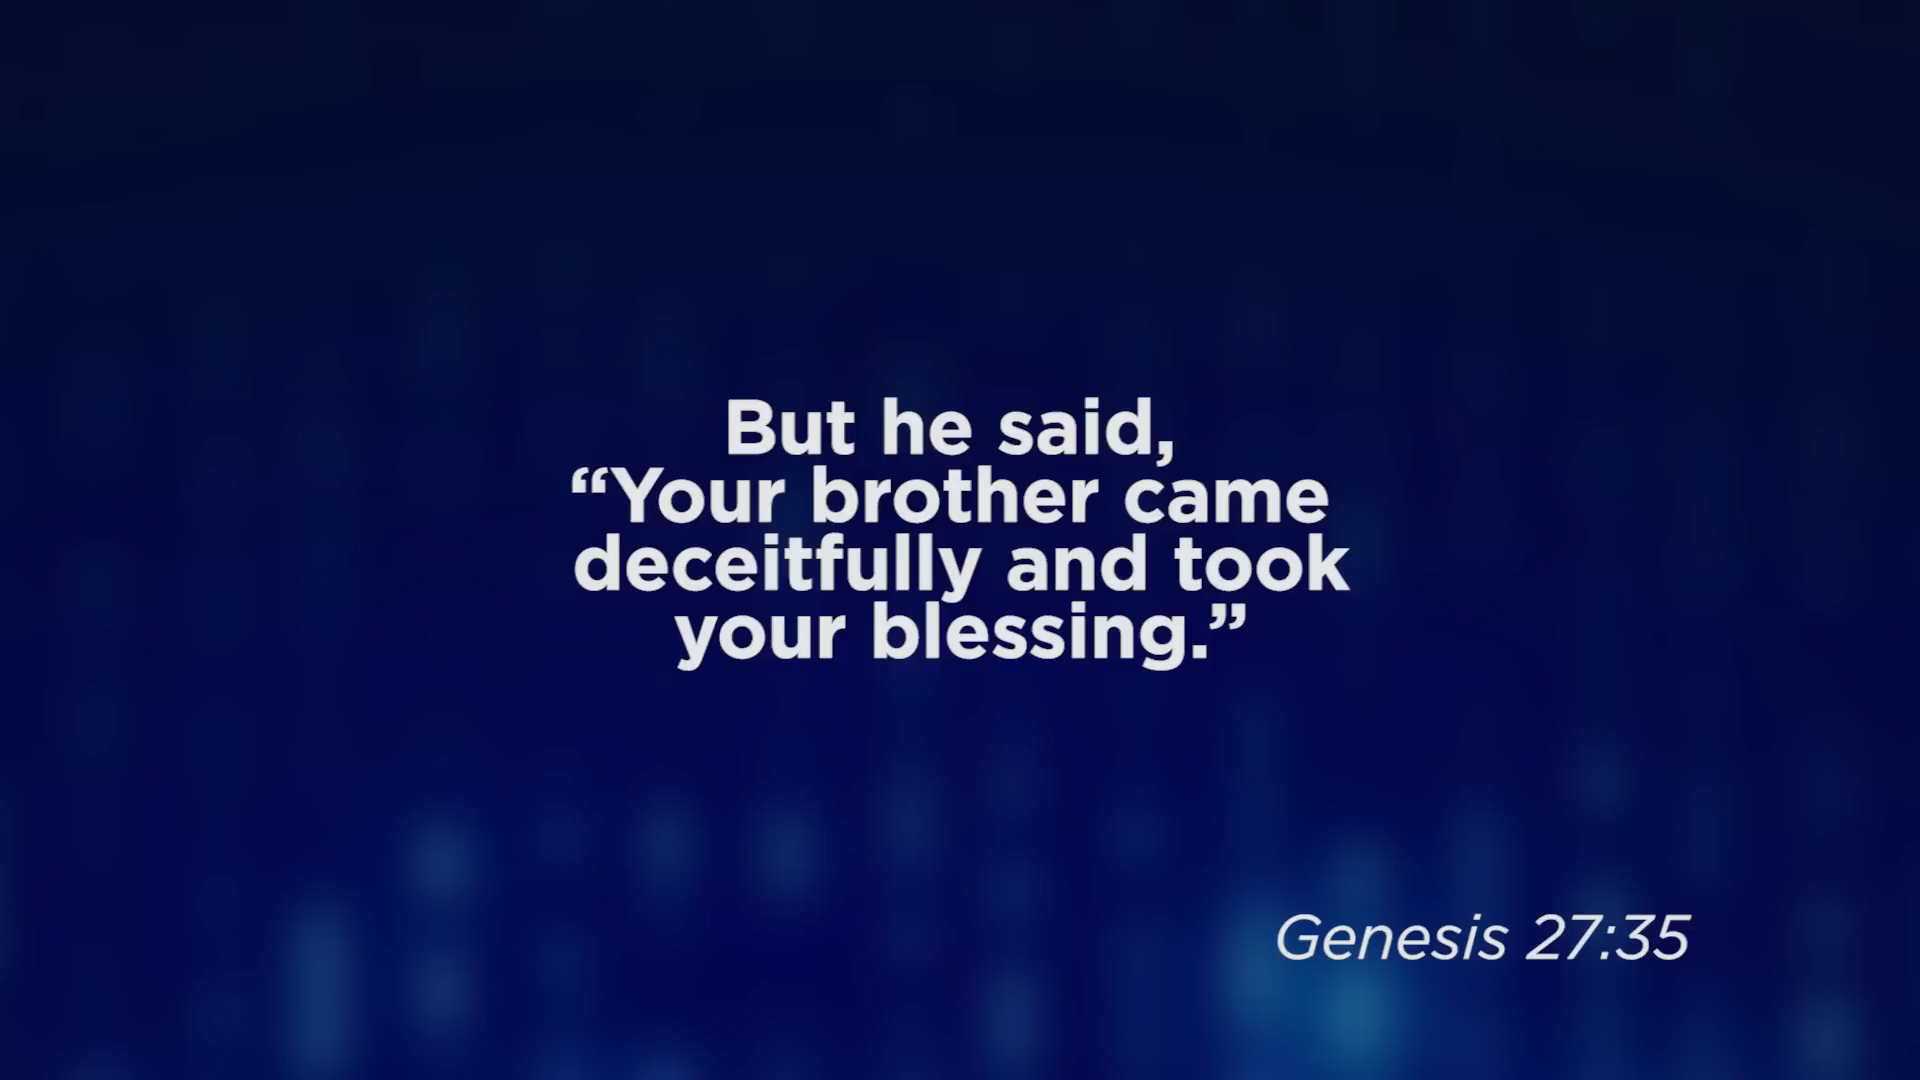 But he said,
“Your brother came
deceitfully and took
your blessing.”
Genesis 27:35